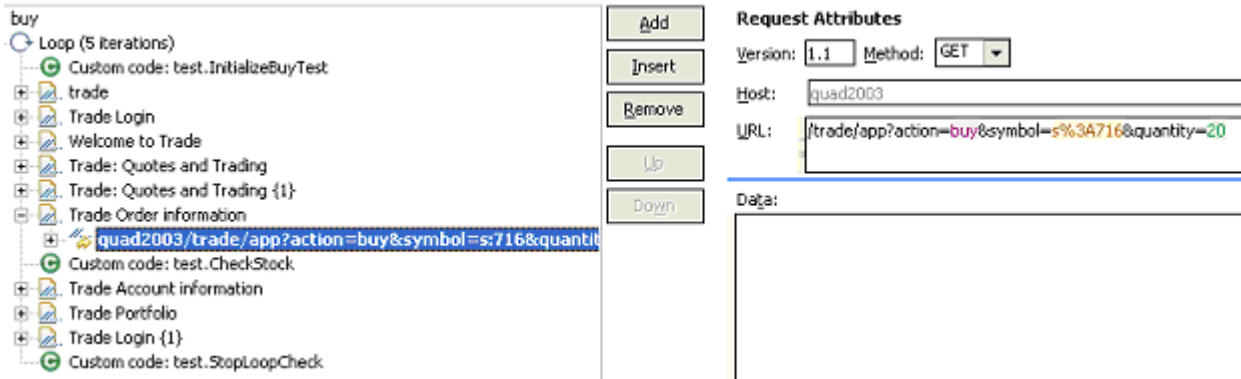 buy
Loop (5 iterations)
Custom code: test.InitializeBuyTest
trade
Trade Login
Welcome to Trade
Trade: Quotes and Trading
Trade: Quotes and Trading {1}
Trade Order information
quad2003/trade/app?action=buy&symbol=s:716&quantit
Custom code: test.CheckStock
Trade Account information
Trade Portfolio
Trade Login {1}
Custom code: test.StopLoopCheck
Add
Insert
Remove
Up
Down
Request Attributes
Version: 1.1 Method: GET
Host: quad2003
URL: /trade/app?action=buy&symbol=s%3A716&quantity=20
Data: